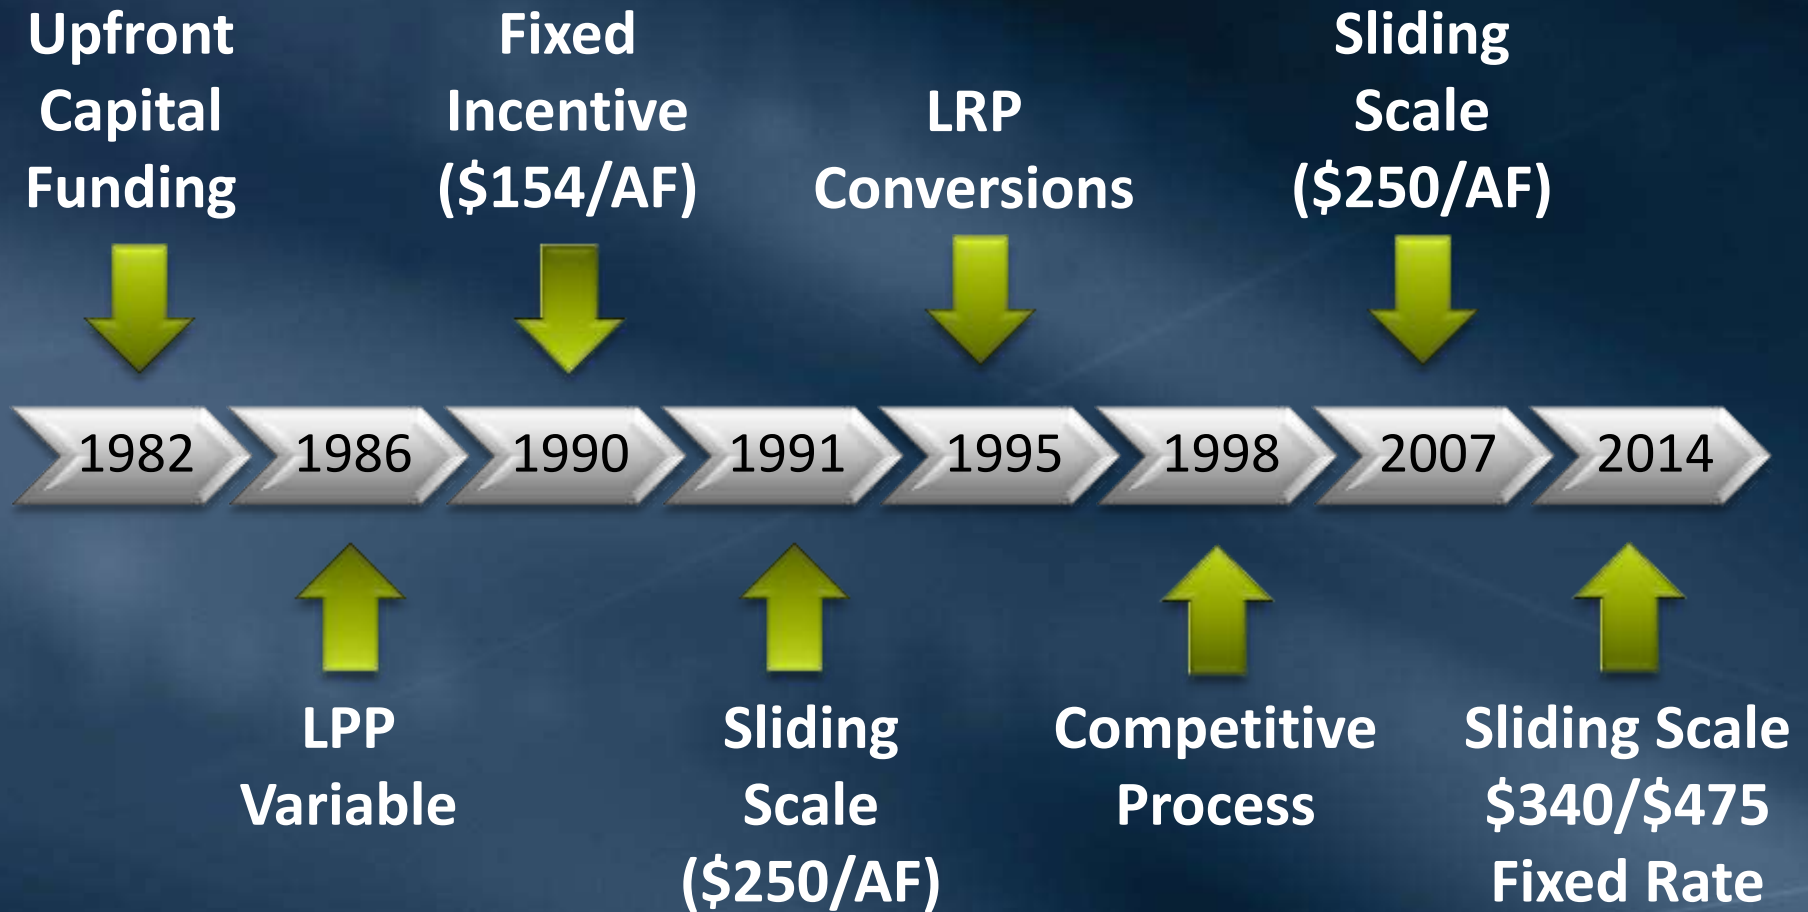 Upfront
Capital
Funding
Fixed
Incentive
($154/AF)
LRP
Conversions
Sliding
Scale
($250/AF)
1982
1986
1990
1991
1995
1998
2007
2014
LPP
Variable
Sliding
Scale
($250/AF)
Competitive
Process
Sliding Scale
$340/$475
Fixed Rate